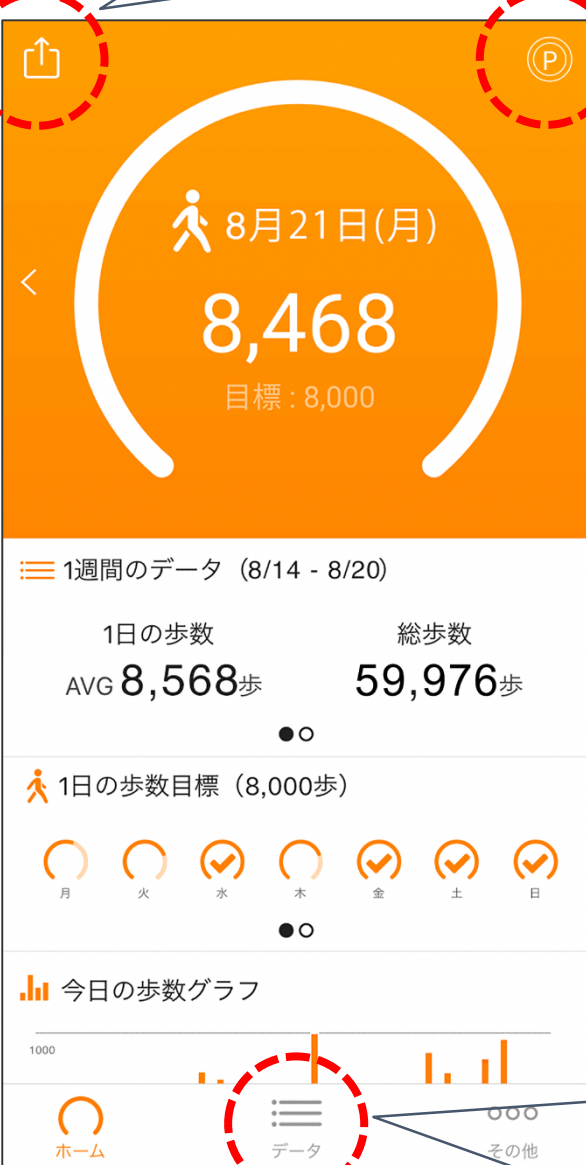 P
8月21日(月)
8,468
目標 : 8,000
1週間のデータ（8/14 - 8/20）
1日の歩数 総歩数
AVG 8,568歩 59,976歩
1日の歩数目標（8,000歩）
月 火 水 木 金 土 日
今日の歩数グラフ
1000
ホーム データ その他